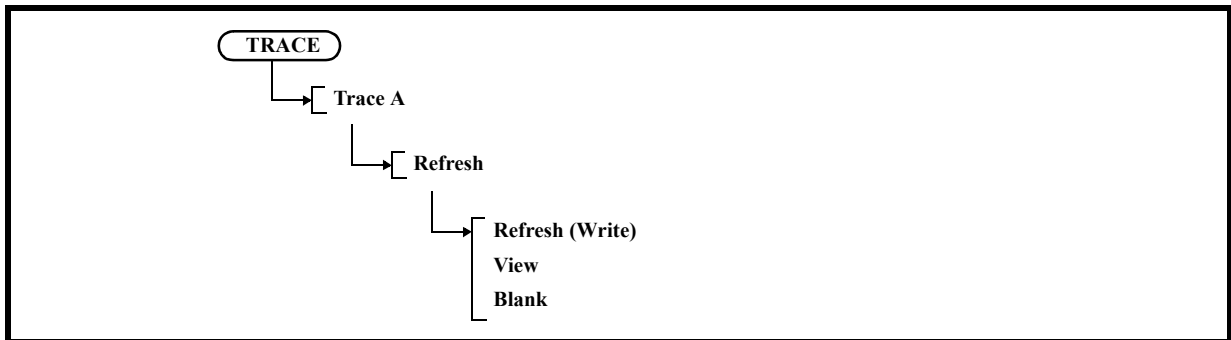 TRACE
Trace A
Refresh
Refresh (Write)
View
Blank